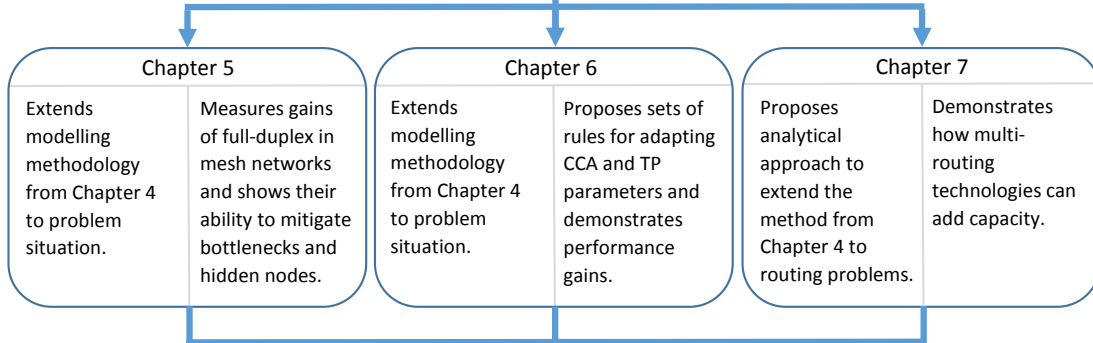 Chapter 5
Extends
modelling
methodology
from Chapter 4
to problem
situation.
Measures gains
of full-duplex in
mesh networks
and shows their
ability to mitigate
bottlenecks and
hidden nodes.
Chapter 6
Extends
modelling
methodology
from Chapter 4
to problem
situation.
Proposes sets of
rules for adapting
CCA and TP
parameters and
demonstrates
performance
gains.
Chapter 7
Proposes
analytical
approach to
extend the
method from
Chapter 4 to
routing problems.
Demonstrates
how multi-
routing
technologies can
add capacity.